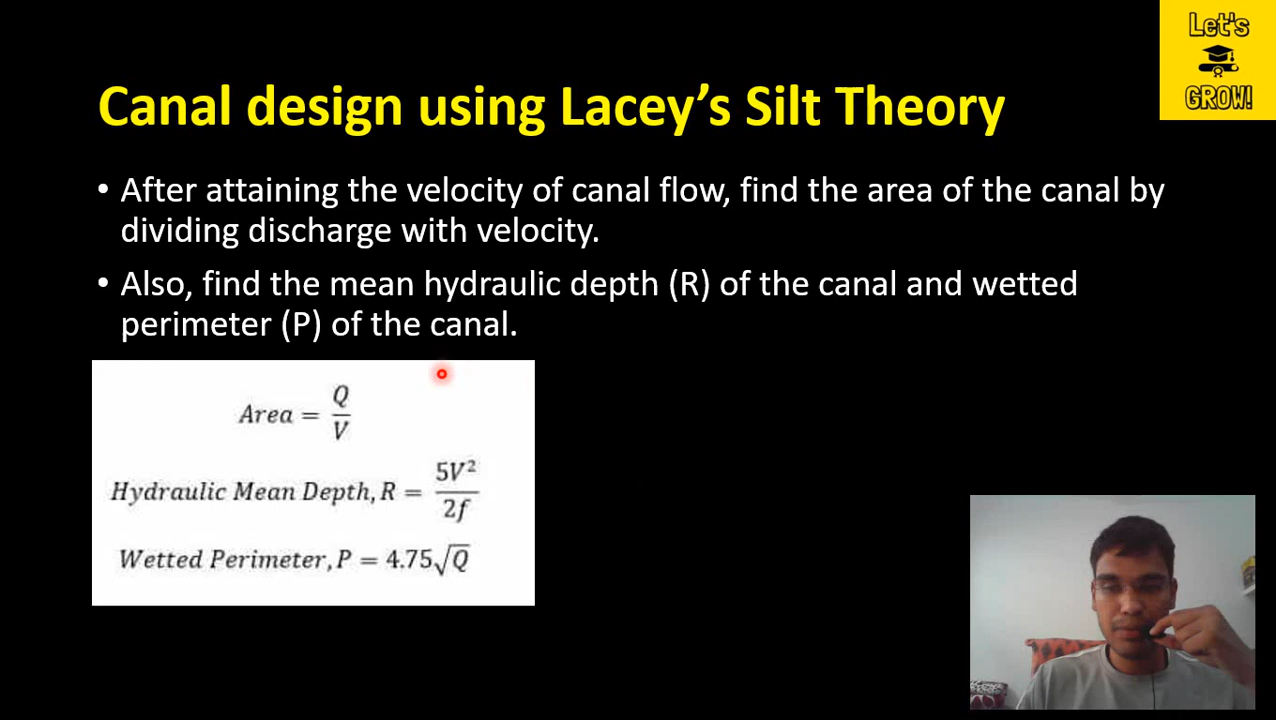 Let's
GROW!
Canal design using Lacey’s Silt Theory
• After attaining the velocity of canal flow, find the area of the canal by
dividing discharge with velocity.
• Also, find the mean hydraulic depth (R) of the canal and wetted
perimeter (P) of the canal.
Area = Q/V
Hydraulic Mean Depth, R = 5V²/2f
Wetted Perimeter, P = 4.75√Q